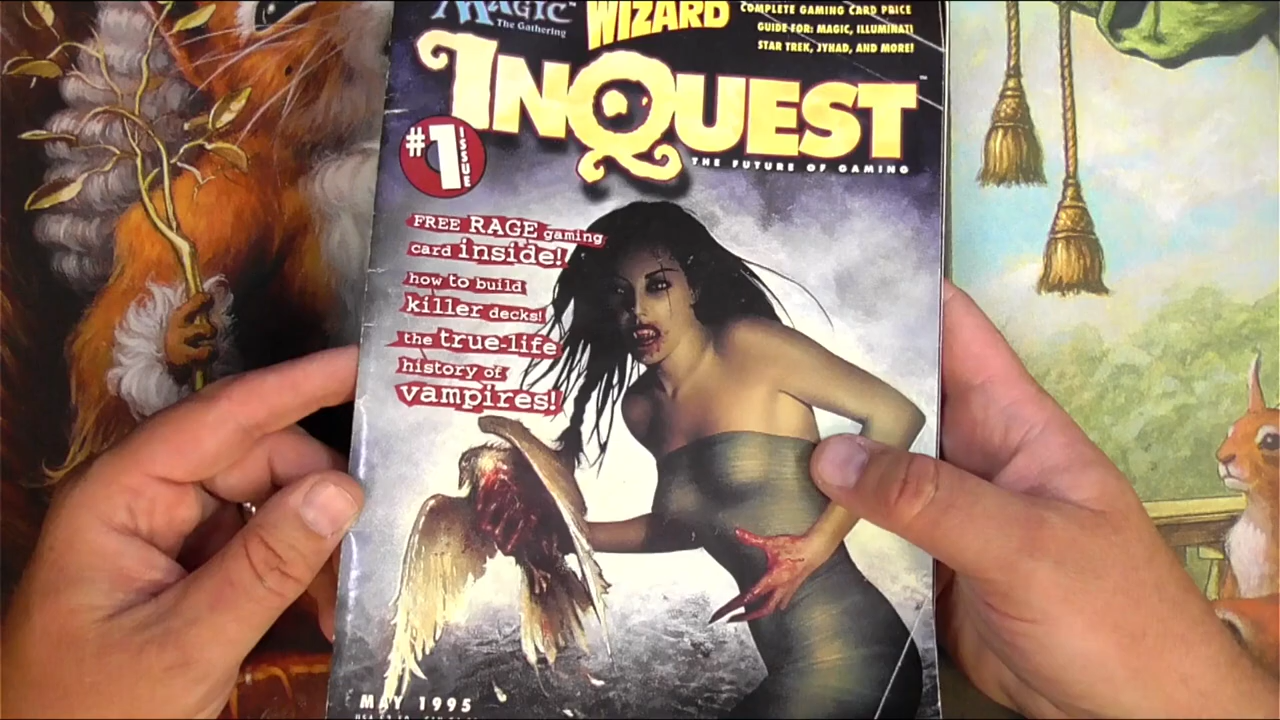 MAGIC
The Gathering
WIZARD
COMPLETE GAMING CARD PRICE
GUIDE FOR: MAGIC, ILLUMINATI
STAR TREK, JYHAD, AND MORE!
INQUEST
TM
THE FUTURE OF GAMING
#1
ISSUE
FREE RAGE gaming
card inside!
how to build
killer decks!
the true-life
history of
vampires!
MAY 1995